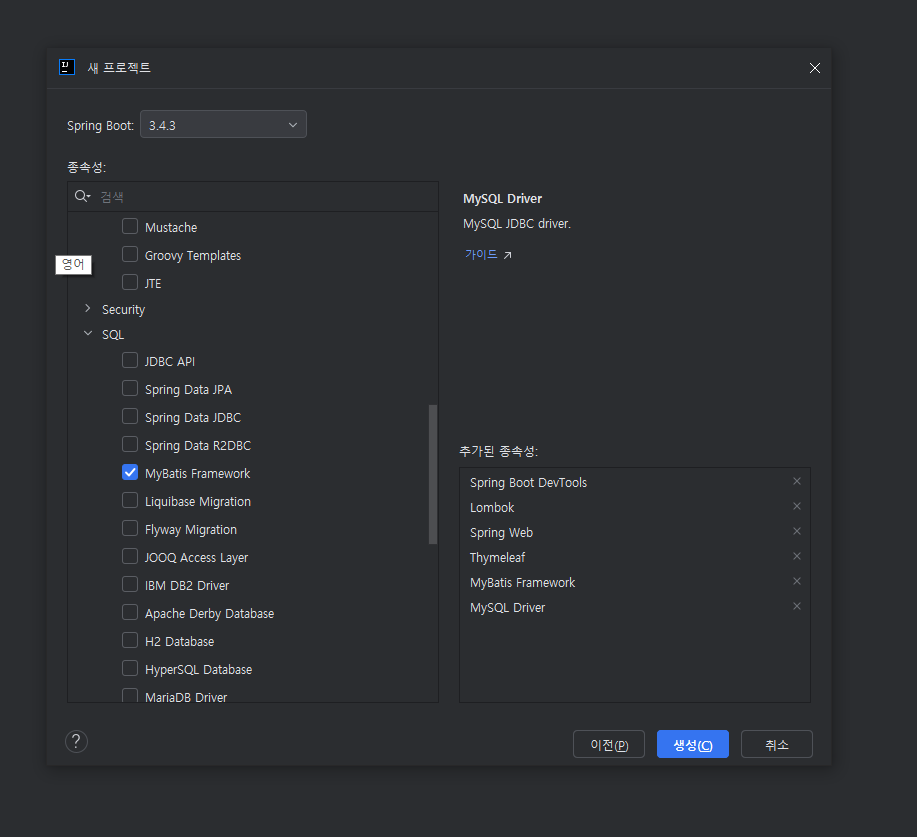 새 프로젝트
Spring Boot: 3.4.3
종속성:
검색
Mustache
Groovy Templates
영어
JTE
Security
SQL
JDBC API
Spring Data JPA
Spring Data JDBC
Spring Data R2DBC
MyBatis Framework
Liquibase Migration
Flyway Migration
JOOQ Access Layer
IBM DB2 Driver
Apache Derby Database
H2 Database
HyperSQL Database
MariaDB Driver
MySQL Driver
MySQL JDBC driver.
가이드 ↗
추가된 종속성:
Spring Boot DevTools
Lombok
Spring Web
Thymeleaf
MyBatis Framework
MySQL Driver
?
이전(P)
생성(C)
취소